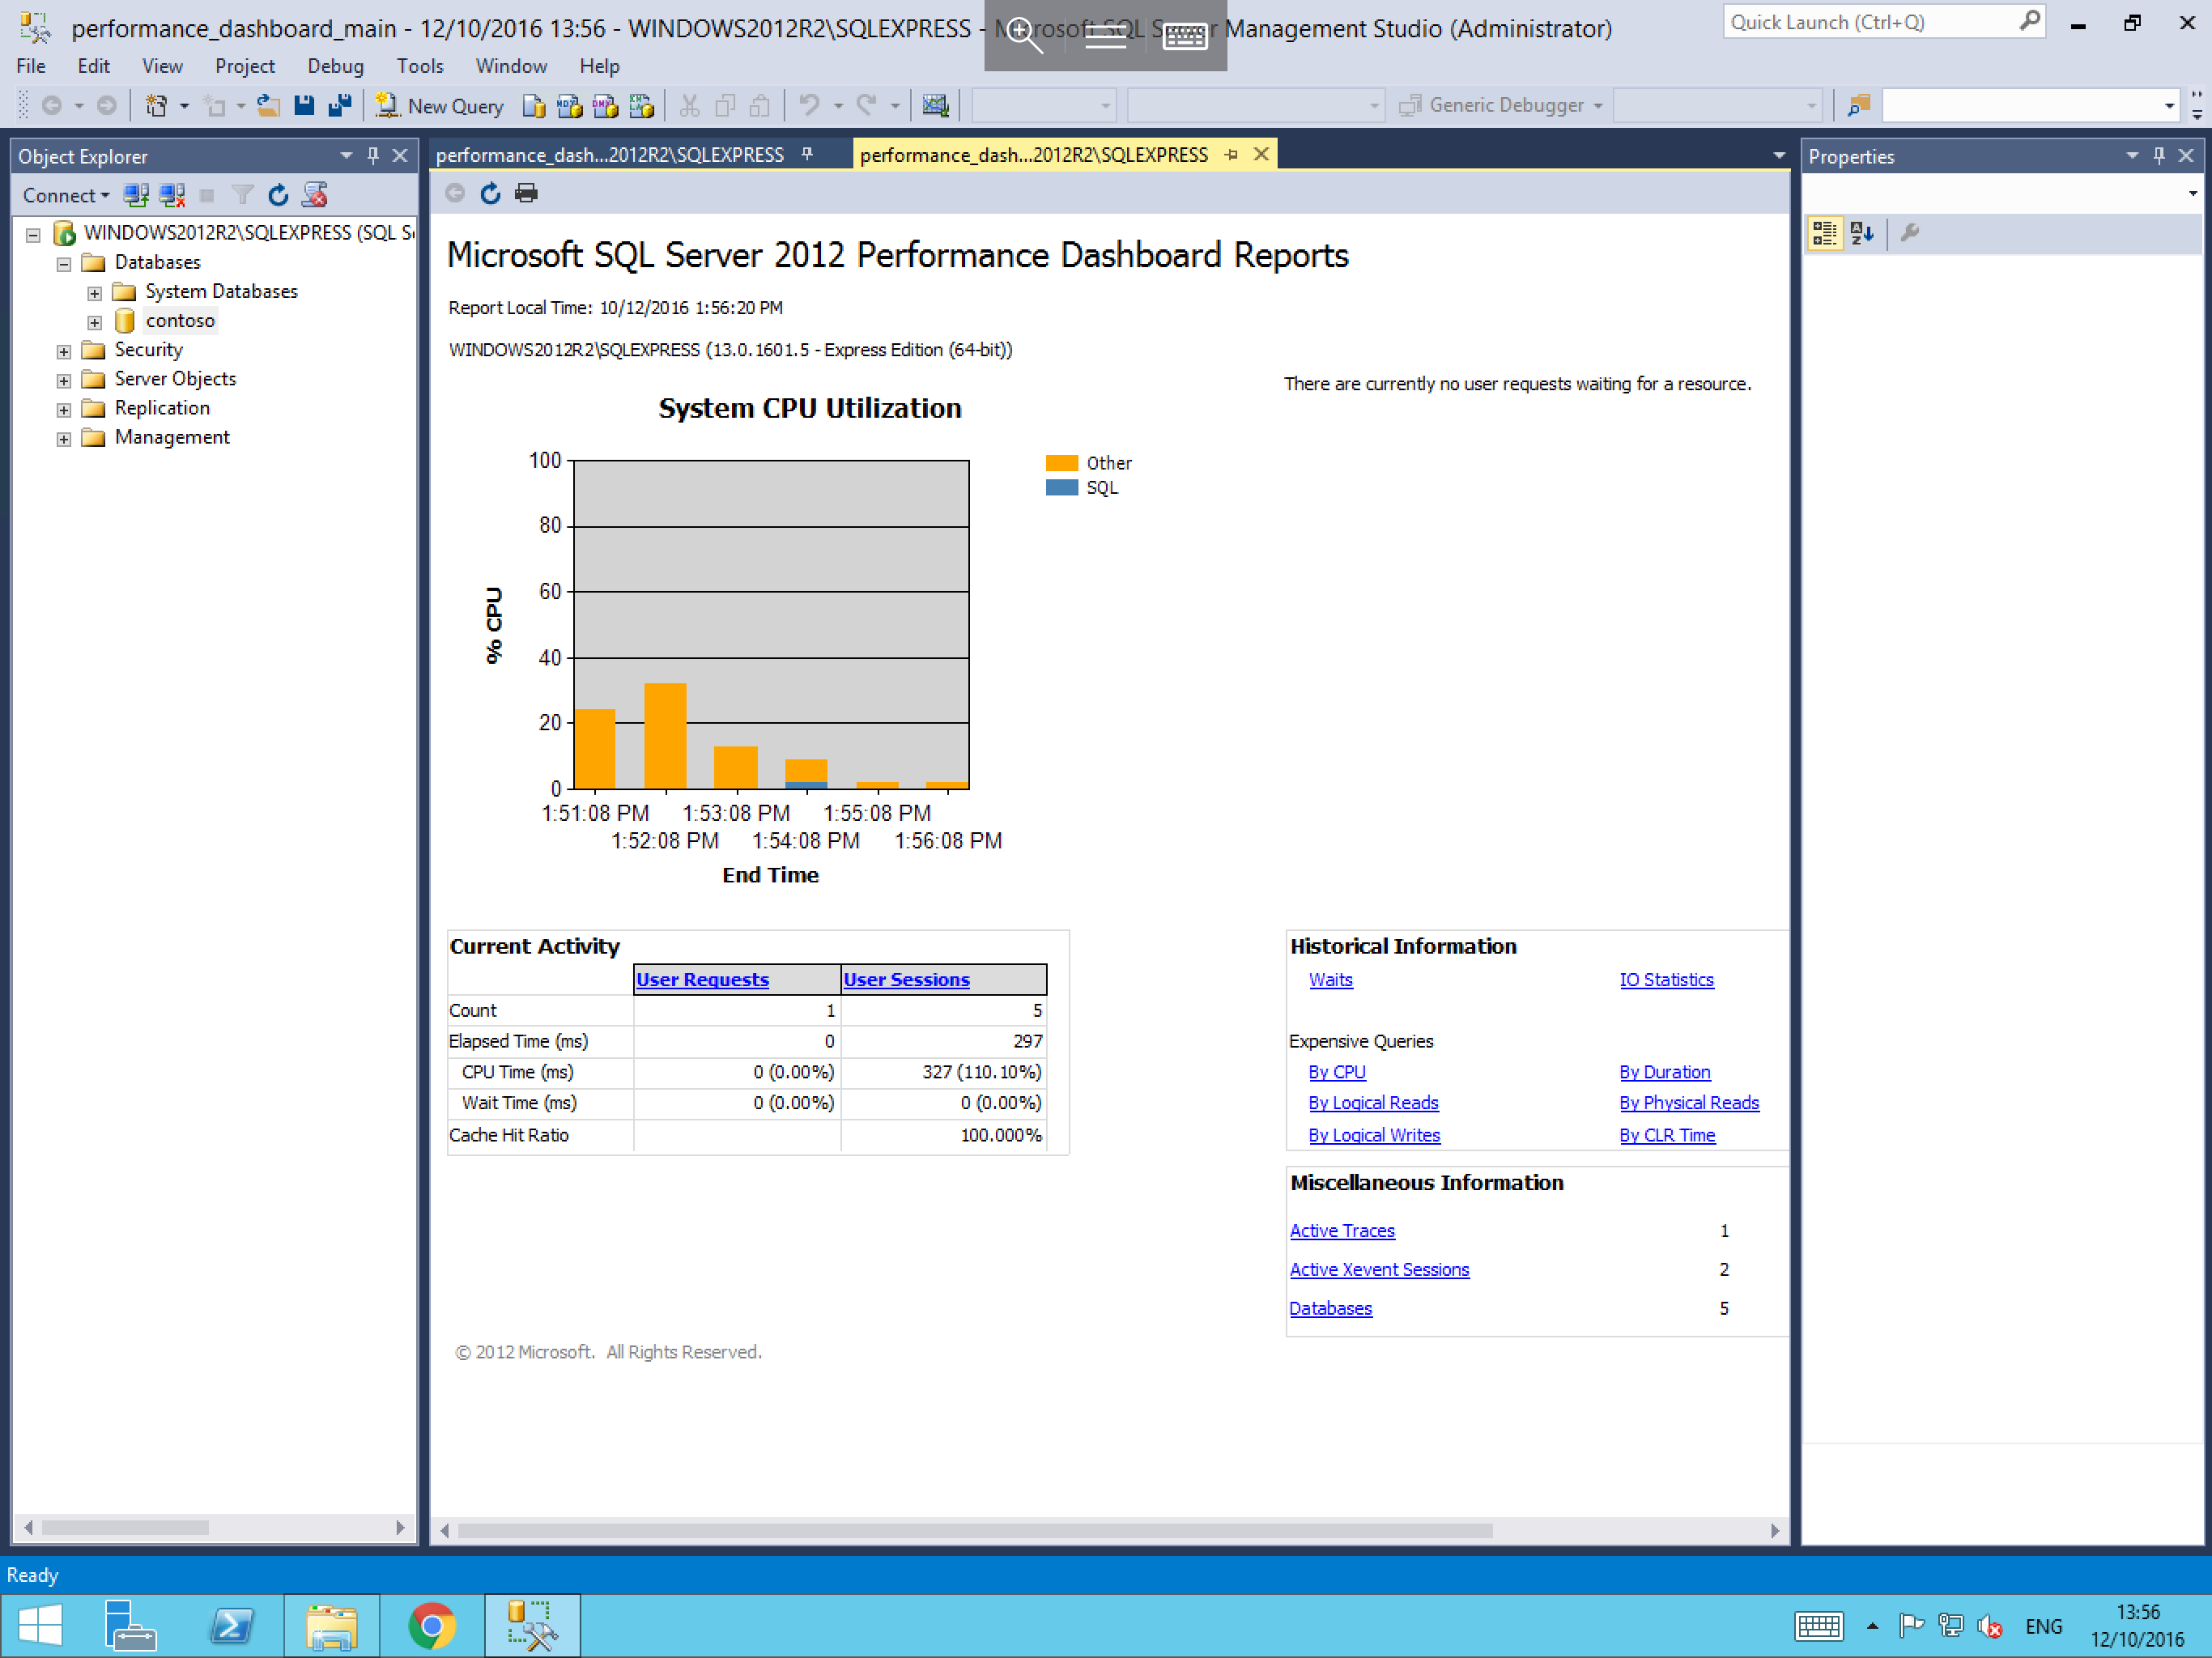 performance_dashboard_main - 12/10/2016 13:56 - WINDOWS2012R2\SQLEXPRESS - Microsoft SQL Server Management Studio (Administrator)
Quick Launch (Ctrl+Q)
File Edit View Project Debug Tools Window Help
New Query
Generic Debugger
Object Explorer
performance_dash...2012R2\SQLEXPRESS
performance_dash...2012R2\SQLEXPRESS
Properties
Connect
WINDOWS2012R2\SQLEXPRESS (SQL S
Databases
System Databases
contoso
Security
Server Objects
Replication
Management
Microsoft SQL Server 2012 Performance Dashboard Reports
Report Local Time: 10/12/2016 1:56:20 PM
WINDOWS2012R2\SQLEXPRESS (13.0.1601.5 - Express Edition (64-bit))
There are currently no user requests waiting for a resource.
System CPU Utilization
100
80
60
40
20
0
% CPU
Other
SQL
1:51:08 PM 1:53:08 PM 1:55:08 PM
1:52:08 PM 1:54:08 PM 1:56:08 PM
End Time
Current Activity
User Requests User Sessions
Count 1 5
Elapsed Time (ms) 0 297
CPU Time (ms) 0 (0.00%) 327 (110.10%)
Wait Time (ms) 0 (0.00%) 0 (0.00%)
Cache Hit Ratio 100.000%
Historical Information
Waits IO Statistics
Expensive Queries
By CPU By Duration
By Logical Reads By Physical Reads
By Logical Writes By CLR Time
Miscellaneous Information
Active Traces 1
Active Xevent Sessions 2
Databases 5
© 2012 Microsoft. All Rights Reserved.
Ready
ENG
13:56
12/10/2016